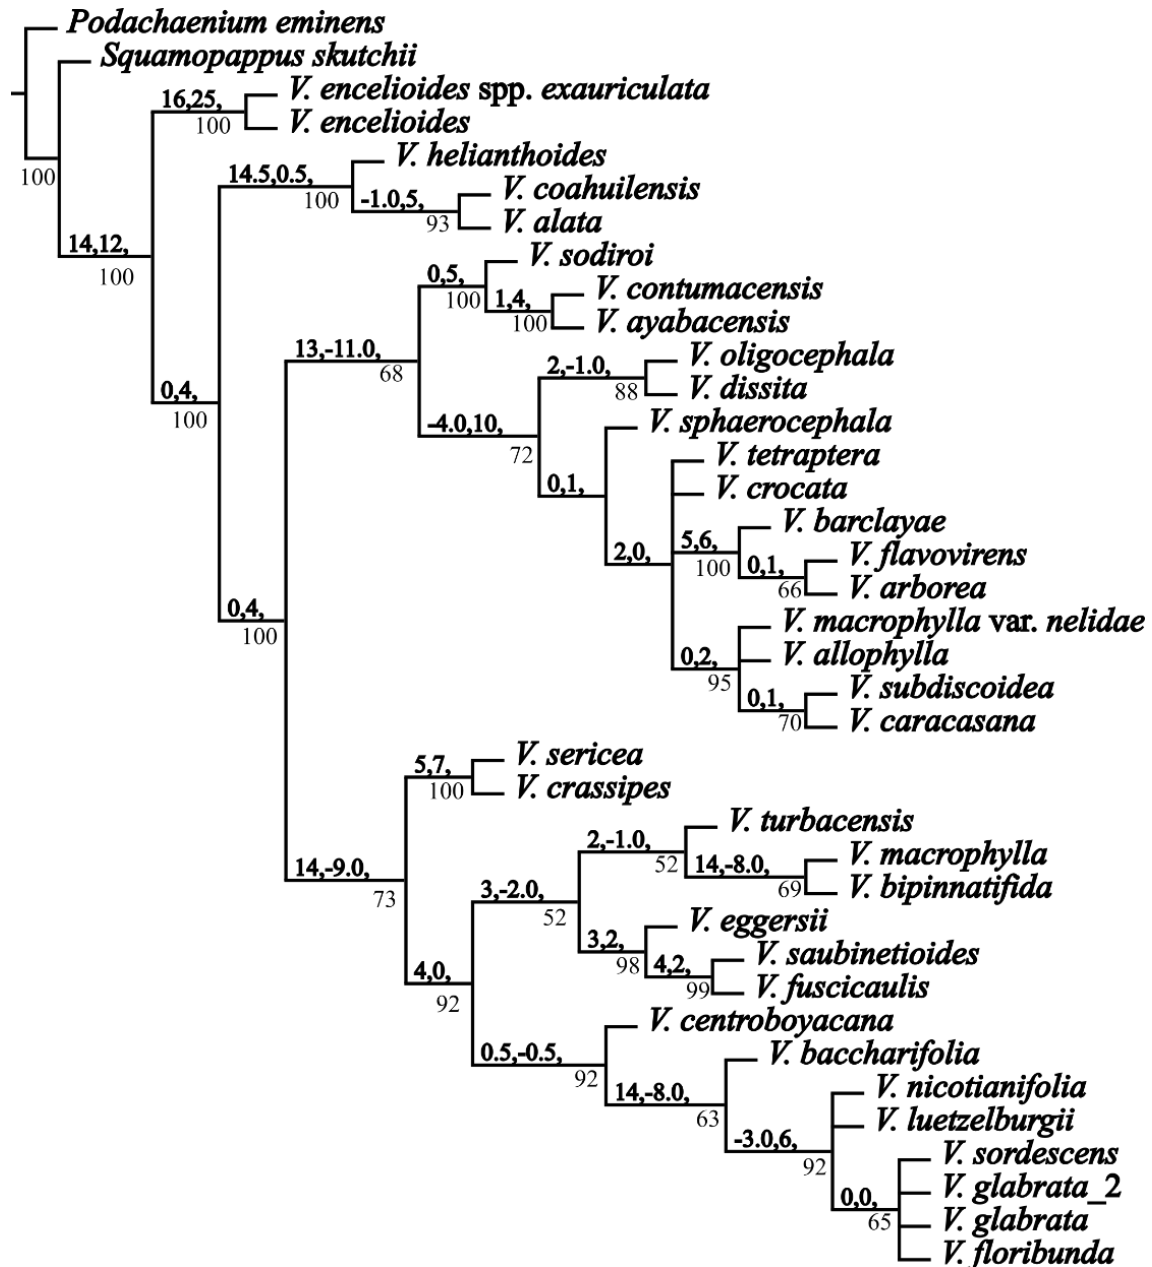 Podachaenium eminens
Squamopappus skutchii
V. encelioides spp. exauriculata
16,25,
100
V. encelioides
V. helianthoides
100
14.5,0.5,
V. coahuilensis
100
-1.0,5,
93
V. alata
14,12,
V. sodiroi
100
0,5,
V. contumacensis
100
1,4,
100
V. ayabacensis
13,-11.0,
V. oligocephala
68
2,-1.0,
88
V. dissita
0,4,
V. sphaerocephala
100
-4.0,10,
72
V. tetraptera
0,1,
V. crocata
V. barclayae
5,6,
2,0,
V. flavovirens
100
0,1,
66
V. arborea
0,4,
V. macrophylla var. nelidae
100
V. allophylla
0,2,
95
V. subdiscoidea
0,1,
70
V. caracasana
V. sericea
5,7,
100
V. crassipes
V. turbacensis
2,-1.0,
52
V. macrophylla
14,-8.0,
69
V. bipinnatifida
14,-9.0,
73
3,-2.0,
52
V. eggersii
3,2,
98
V. saubinetioides
4,2,
99
V. fuscicaulis
4,0,
92
V. centroboyacana
0.5,-0.5,
92
V. baccharifolia
14,-8.0,
63
V. nicotianifolia
V. luetzelburgii
-3.0,6,
92
V. sordescens
V. glabrata_2
0,0,
65
V. glabrata
V. floribunda